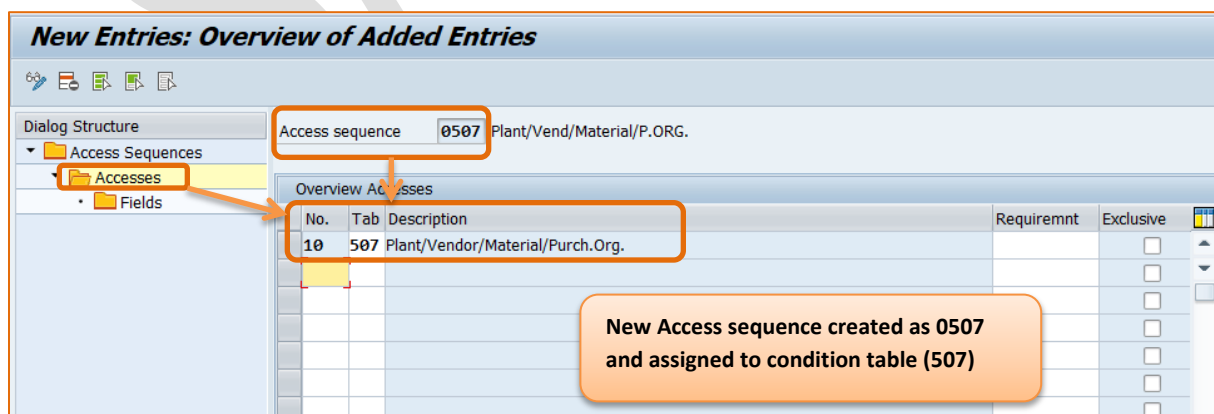 New Entries: Overview of Added Entries
Dialog Structure
Access Sequences
Accesses
Fields
Access sequence 0507 Plant/Vend/Material/P.ORG.
Overview Accesses
No. Tab Description Requiremnt Exclusive
10 507 Plant/Vendor/Material/Purch.Org.
New Access sequence created as 0507
and assigned to condition table (507)